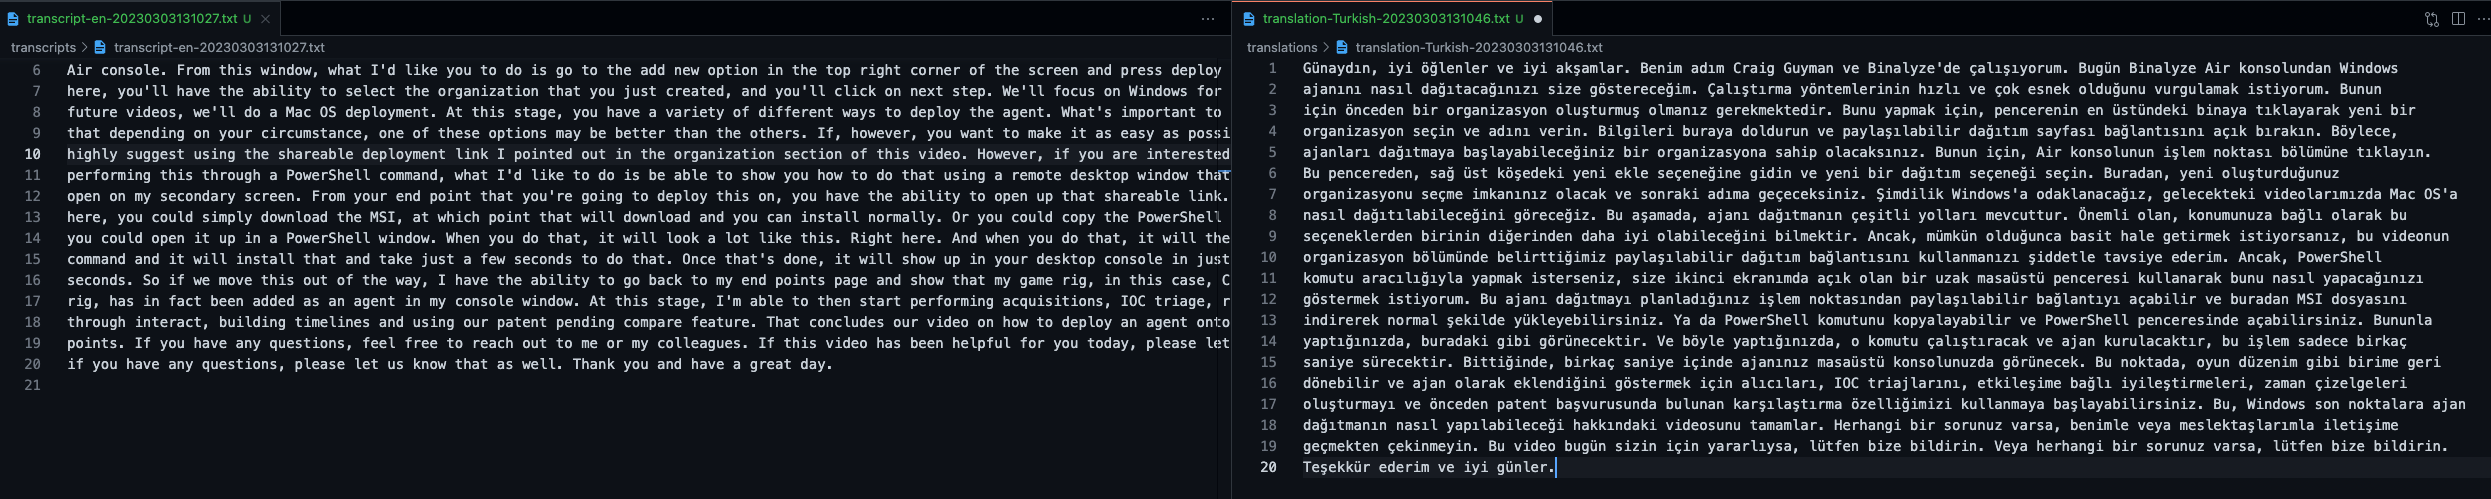 transcript-en-20230303131027.txt U
transcripts > transcript-en-20230303131027.txt
6 Air console. From this window, what I'd like you to do is go to the add new option in the top right corner of the screen and press deploy
7 here, you'll have the ability to select the organization that you just created, and you'll click on next step. We'll focus on Windows for
8 future videos, we'll do a Mac OS deployment. At this stage, you have a variety of different ways to deploy the agent. What's important to
9 that depending on your circumstance, one of these options may be better than the others. If, however, you want to make it as easy as possi
10 highly suggest using the shareable deployment link I pointed out in the organization section of this video. However, if you are interested
11 performing this through a PowerShell command, what I'd like to do is be able to show you how to do that using a remote desktop window that
12 open on my secondary screen. From your end point that you're going to deploy this on, you have the ability to open up that shareable link.
13 here, you could simply download the MSI, at which point that will download and you can install normally. Or you could copy the PowerShell
14 you could open it up in a PowerShell window. When you do that, it will look a lot like this. Right here. And when you do that, it will the
15 command and it will install that and take just a few seconds to do that. Once that's done, it will show up in your desktop console in just
16 seconds. So if we move this out of the way, I have the ability to go back to my end points page and show that my game rig, in this case, C
17 rig, has in fact been added as an agent in my console window. At this stage, I'm able to then start performing acquisitions, IOC triage, r
18 through interact, building timelines and using our patent pending compare feature. That concludes our video on how to deploy an agent onto
19 points. If you have any questions, feel free to reach out to me or my colleagues. If this video has been helpful for you today, please let
20 if you have any questions, please let us know that as well. Thank you and have a great day.
21
translation-Turkish-20230303131046.txt U
translations > translation-Turkish-20230303131046.txt
1 Günaydın, iyi öğlenler ve iyi akşamlar. Benim adım Craig Guyman ve Binalyze'de çalışıyorum. Bugün Binalyze Air konsolundan Windows
2 ajanını nasıl dağıtacağınızı size göstereceğim. Çalıştırma yöntemlerinin hızlı ve çok esnek olduğunu vurgulamak istiyorum. Bunun
3 için önceden bir organizasyon oluşturmuş olmanız gerekmektedir. Bunu yapmak için, pencerenin en üstündeki binaya tıklayarak yeni bir
4 organizasyon seçin ve adını verin. Bilgileri buraya doldurun ve paylaşılabilir dağıtım sayfası bağlantısını açık bırakın. Böylece,
5 ajanları dağıtmaya başlayabileceğiniz bir organizasyona sahip olacaksınız. Bunun için, Air konsolunun işlem noktası bölümüne tıklayın.
6 Bu pencereden, sağ üst köşedeki yeni ekle seçeneğine gidin ve yeni bir dağıtım seçeneği seçin. Buradan, yeni oluşturduğunuz
7 organizasyonu seçme imkanınız olacak ve sonraki adıma geçeceksiniz. Şimdilik Windows'a odaklanacağız, gelecekteki videolarımızda Mac OS'a
8 nasıl dağıtılabileceğini göreceğiz. Bu aşamada, ajanı dağıtmanın çeşitli yolları mevcuttur. Önemli olan, konumunuza bağlı olarak bu
9 seçeneklerden birinin diğerinden daha iyi olabileceğini bilmektir. Ancak, mümkün olduğunca basit hale getirmek istiyorsanız, bu videonun
10 organizasyon bölümünde belirttiğimiz paylaşılabilir dağıtım bağlantısını kullanmanızı şiddetle tavsiye ederim. Ancak, PowerShell
11 komutu aracılığıyla yapmak isterseniz, size ikinci ekranımda açık olan bir uzak masaüstü penceresi kullanarak bunu nasıl yapacağınızı
12 göstermek istiyorum. Bu ajanı dağıtmayı planladığınız işlem noktasından paylaşılabilir bağlantıyı açabilir ve buradan MSI dosyasını
13 indirerek normal şekilde yükleyebilirsiniz. Ya da PowerShell komutunu kopyalayabilir ve PowerShell penceresinde açabilirsiniz. Bununla
14 yaptığınızda, buradaki gibi görünecektir. Ve böyle yaptığınızda, o komutu çalıştıracak ve ajan kurulacaktır, bu işlem sadece birkaç
15 saniye sürecektir. Bittiğinde, birkaç saniye içinde ajanınız masaüstü konsolunuzda görünecek. Bu noktada, oyun düzenim gibi birime geri
16 dönebilir ve ajan olarak eklendiğini göstermek için alıcıları, IOC triajlarını, etkileşime bağlı iyileştirmeleri, zaman çizelgeleri
17 oluşturmayı ve önceden patent başvurusunda bulunan karşılaştırma özelliğimizi kullanmaya başlayabilirsiniz. Bu, Windows son noktalara ajan
18 dağıtmanın nasıl yapılabileceği hakkındaki videosunu tamamlar. Herhangi bir sorunuz varsa, benimle veya meslektaşlarımla iletişime
19 geçmekten çekinmeyin. Bu video bugün sizin için yararlıysa, lütfen bize bildirin. Veya herhangi bir sorunuz varsa, lütfen bize bildirin.
20 Teşekkür ederim ve iyi günler.